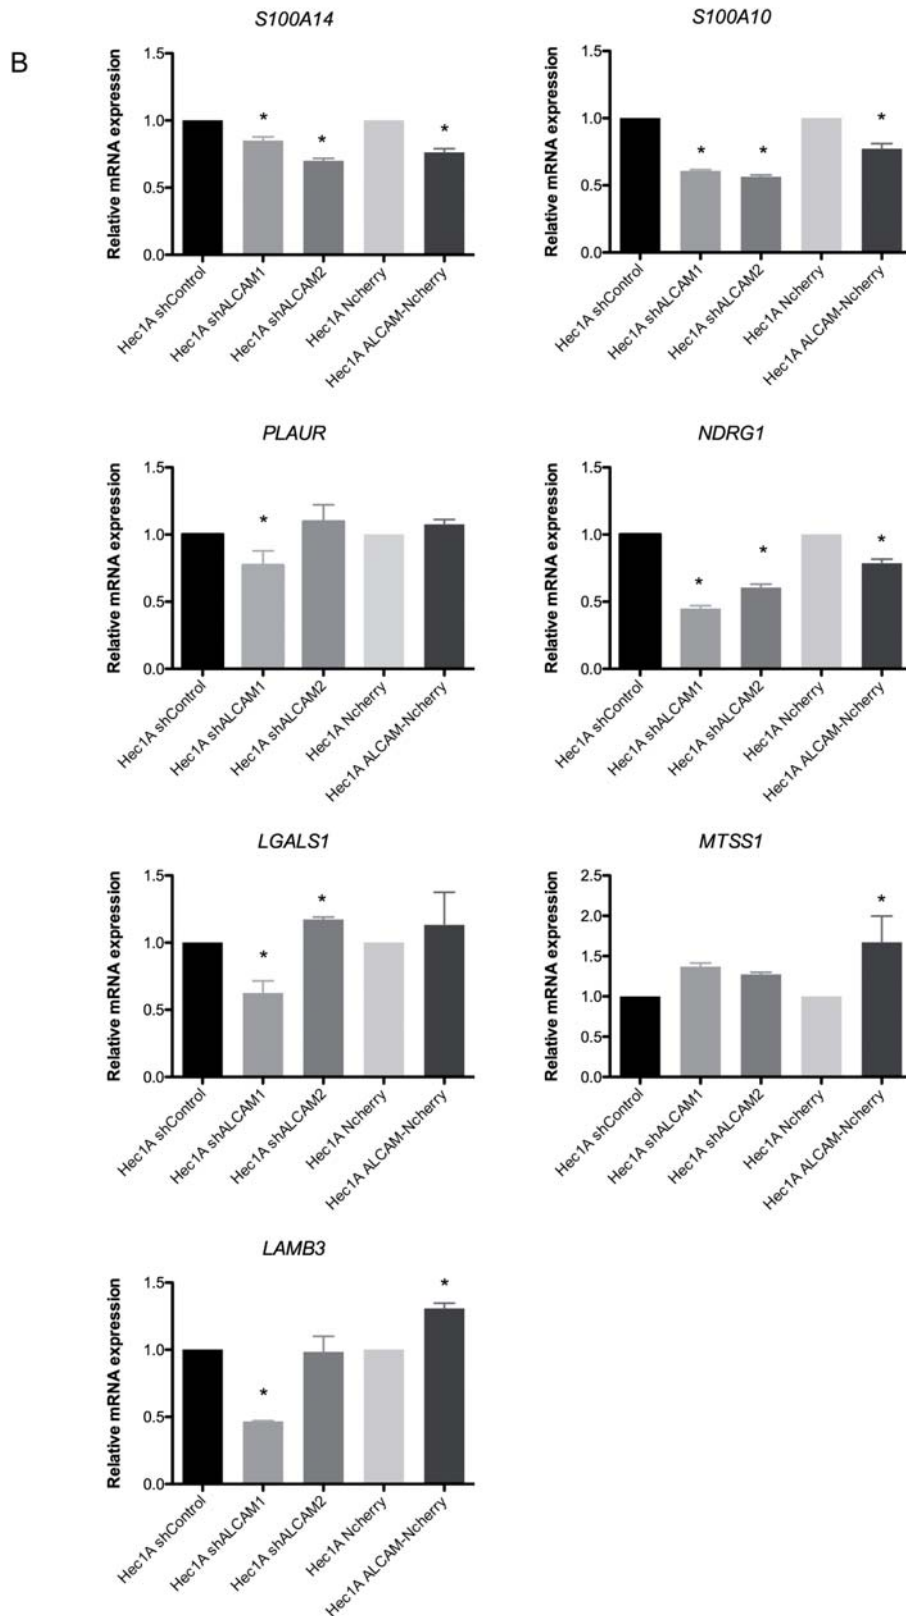 B
S100A14
Relative mRNA expression
1.5
1.0
0.5
0.0
*
*
*
Hec1A shControl
Hec1A shALCAM1
Hec1A shALCAM2
Hec1A Ncherry
Hec1A ALCAM-Ncherry
S100A10
Relative mRNA expression
1.5
1.0
0.5
0.0
*
*
*
Hec1A shControl
Hec1A shALCAM1
Hec1A shALCAM2
Hec1A Ncherry
Hec1A ALCAM-Ncherry
PLAUR
Relative mRNA expression
1.5
1.0
0.5
0.0
*
Hec1A shControl
Hec1A shALCAM1
Hec1A shALCAM2
Hec1A Ncherry
Hec1A ALCAM-Ncherry
NDRG1
Relative mRNA expression
1.5
1.0
0.5
0.0
*
*
*
Hec1A shControl
Hec1A shALCAM1
Hec1A shALCAM2
Hec1A Ncherry
Hec1A ALCAM-Ncherry
LGALS1
Relative mRNA expression
1.5
1.0
0.5
0.0
*
*
Hec1A shControl
Hec1A shALCAM1
Hec1A shALCAM2
Hec1A Ncherry
Hec1A ALCAM-Ncherry
MTSS1
Relative mRNA expression
2.5
2.0
1.5
1.0
0.5
0.0
*
Hec1A shControl
Hec1A shALCAM1
Hec1A shALCAM2
Hec1A Ncherry
Hec1A ALCAM-Ncherry
LAMB3
Relative mRNA expression
1.5
1.0
0.5
0.0
*
*
Hec1A shControl
Hec1A shALCAM1
Hec1A shALCAM2
Hec1A Ncherry
Hec1A ALCAM-Ncherry